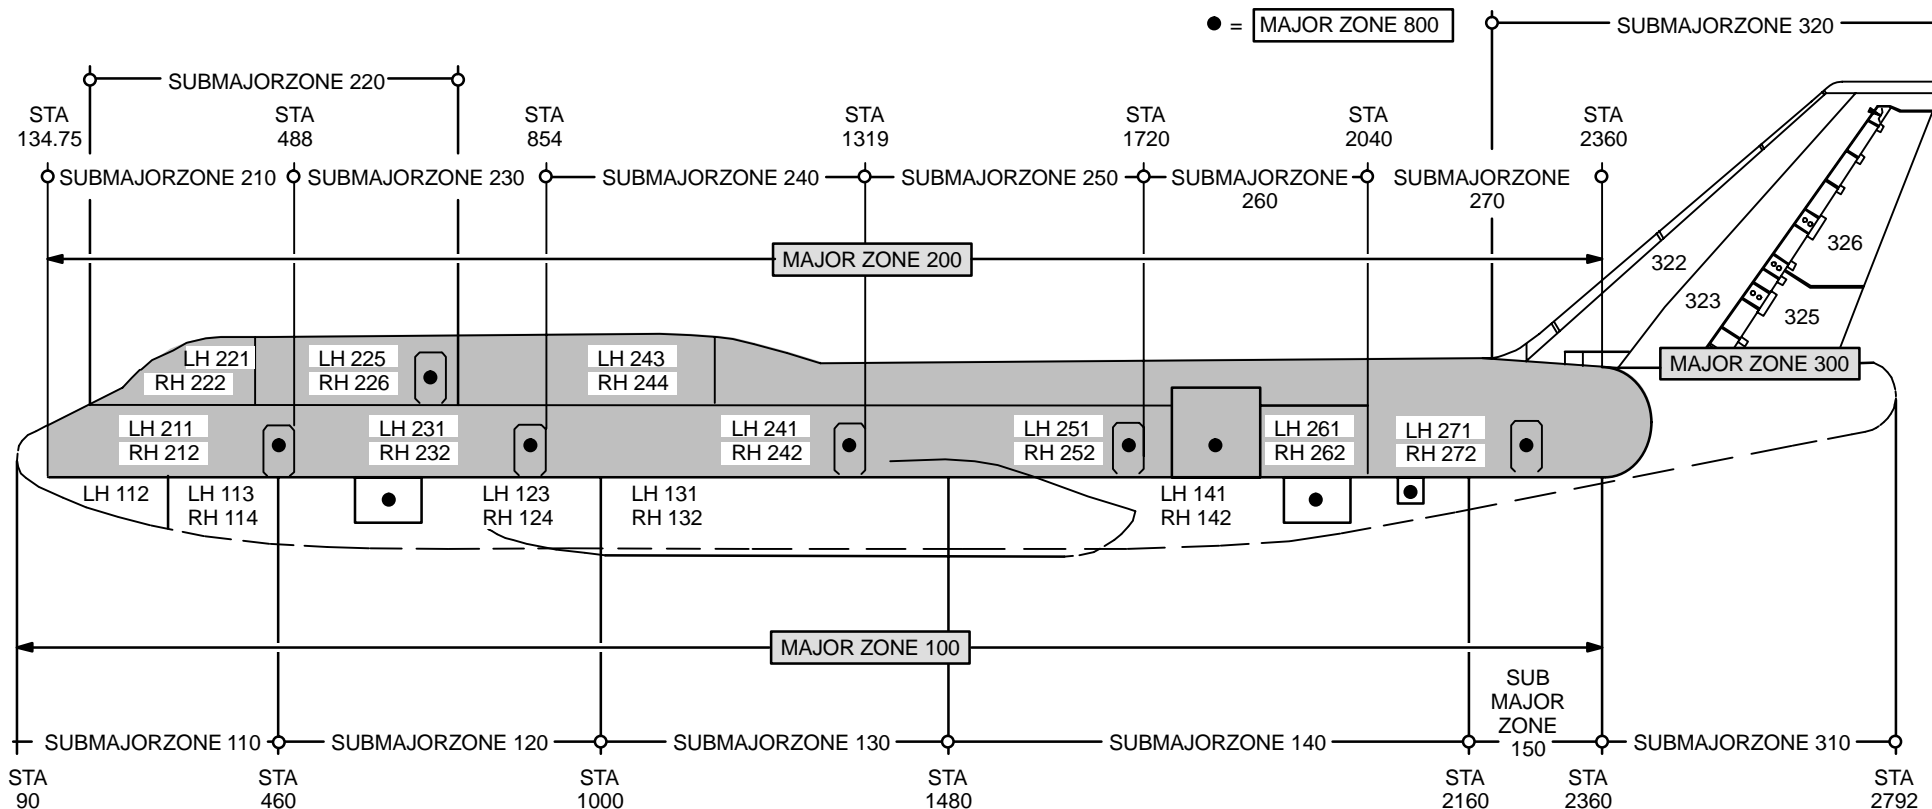 = MAJOR ZONE 800
SUBMAJORZONE 320
SUBMAJORZONE 220
STA
134.75
STA
488
STA
854
STA
1319
STA
1720
STA
2040
STA
2360
SUBMAJORZONE 210
SUBMAJORZONE 230
SUBMAJORZONE 240
SUBMAJORZONE 250
SUBMAJORZONE
260
SUBMAJORZONE
270
MAJOR ZONE 200
322
323
326
325
MAJOR ZONE 300
LH 221
RH 222
LH 225
RH 226
LH 243
RH 244
LH 211
RH 212
LH 231
RH 232
LH 241
RH 242
LH 251
RH 252
LH 261
RH 262
LH 271
RH 272
LH 112
LH 113
RH 114
LH 123
RH 124
LH 131
RH 132
LH 141
RH 142
MAJOR ZONE 100
SUBMAJORZONE 110
SUBMAJORZONE 120
SUBMAJORZONE 130
SUBMAJORZONE 140
SUB
MAJOR
ZONE
150
SUBMAJORZONE 310
STA
90
STA
460
STA
1000
STA
1480
STA
2160
STA
2360
STA
2792